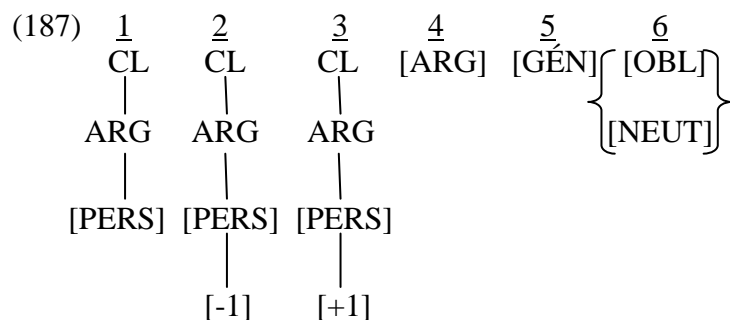 (187) 1 2 3 4 5 6
CL CL CL [ARG] [GÉN] [OBL]
ARG ARG ARG [NEUT]
[PERS] [PERS] [PERS]
[-1] [+1]